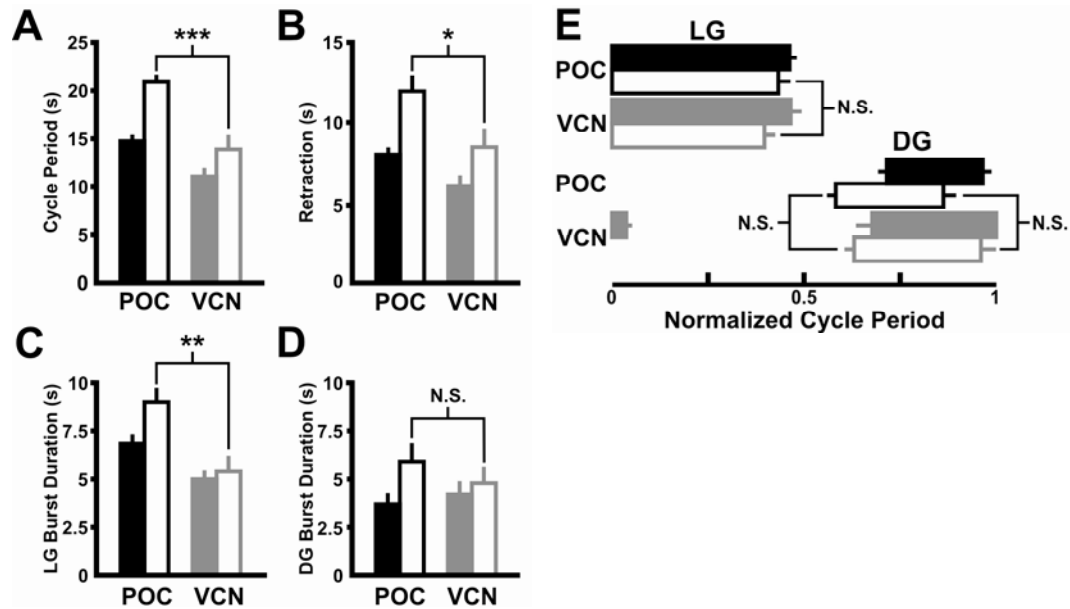 A
***
Cycle Period (s)
25
20
15
10
5
0
POC VCN
B
*
Retraction (s)
15
10
5
0
POC VCN
C
**
LG Burst Duration (s)
10
7.5
5
2.5
0
POC VCN
D
N.S.
DG Burst Duration (s)
10
7.5
5
2.5
0
POC VCN
E
LG
POC
VCN
N.S.
DG
POC
VCN
N.S.
N.S.
0 0.5 1
Normalized Cycle Period